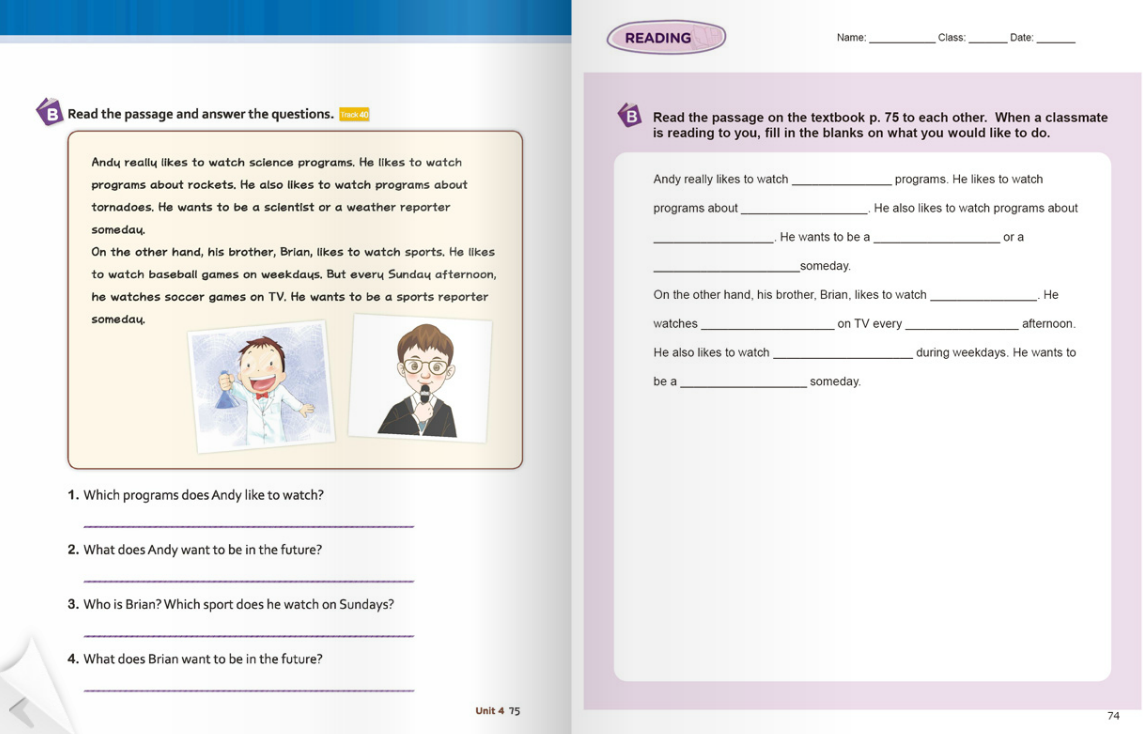 B Read the passage and answer the questions. Track 40
Andy really likes to watch science programs. He likes to watch
programs about rockets. He also likes to watch programs about
tornadoes. He wants to be a scientist or a weather reporter
someday.
On the other hand, his brother, Brian, likes to watch sports. He likes
to watch baseball games on weekdays. But every Sunday afternoon,
he watches soccer games on TV. He wants to be a sports reporter
someday.
1. Which programs does Andy like to watch?
2. What does Andy want to be in the future?
3. Who is Brian? Which sport does he watch on Sundays?
4. What does Brian want to be in the future?
Unit 4 75
READING
Name: ___________ Class: ______ Date: ______
B Read the passage on the textbook p. 75 to each other. When a classmate
is reading to you, fill in the blanks on what you would like to do.
Andy really likes to watch _______________ programs. He likes to watch
programs about ___________________. He also likes to watch programs about
__________________. He wants to be a ___________________ or a
______________________someday.
On the other hand, his brother, Brian, likes to watch ________________. He
watches ____________________ on TV every _________________ afternoon.
He also likes to watch _____________________ during weekdays. He wants to
be a ___________________ someday.
74